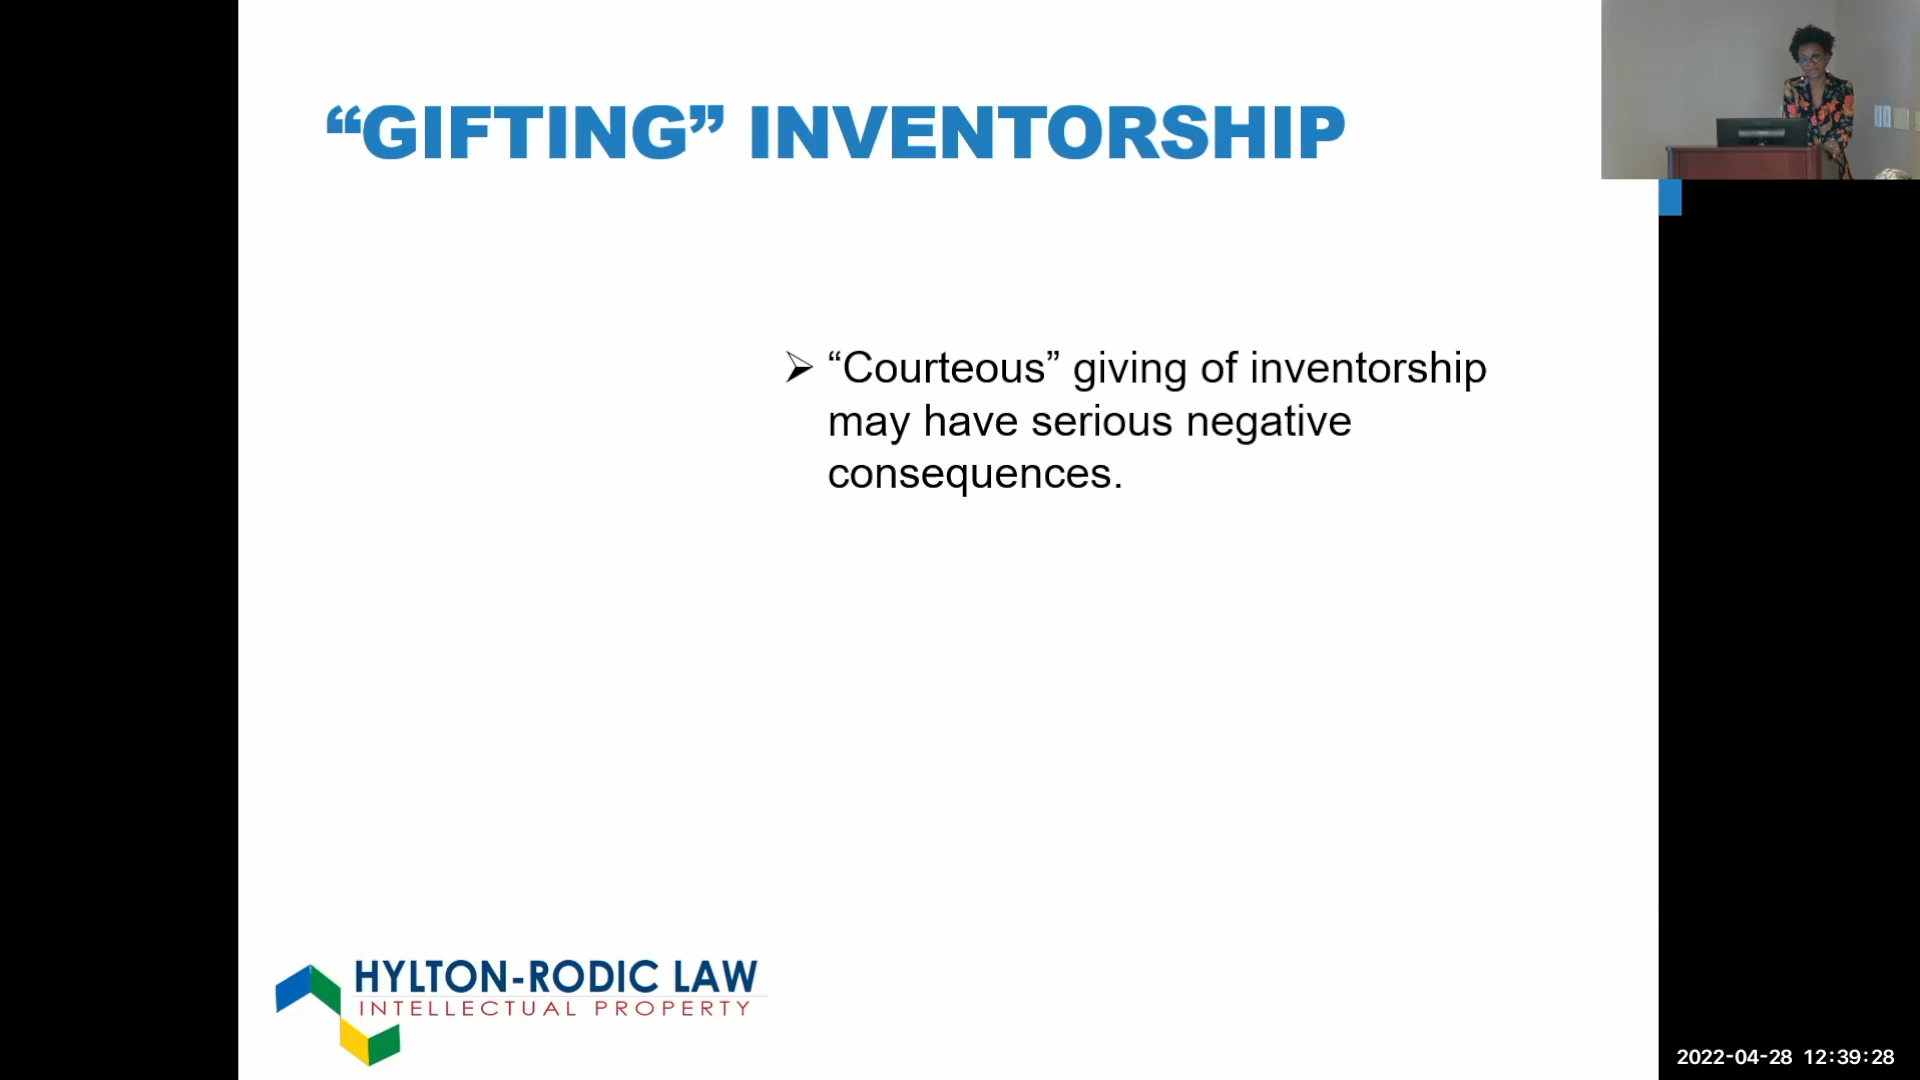 “GIFTING” INVENTORSHIP
“Courteous” giving of inventorship
may have serious negative
consequences.
HYLTON-RODIC LAW
INTELLECTUAL PROPERTY
2022-04-28 12:39:28